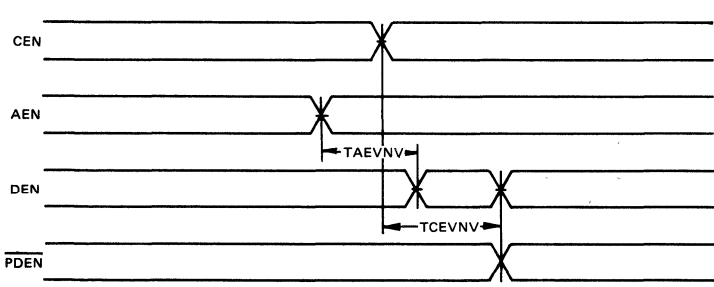 CEN
AEN
TAEVNV
DEN
TCEVNV
PDEN